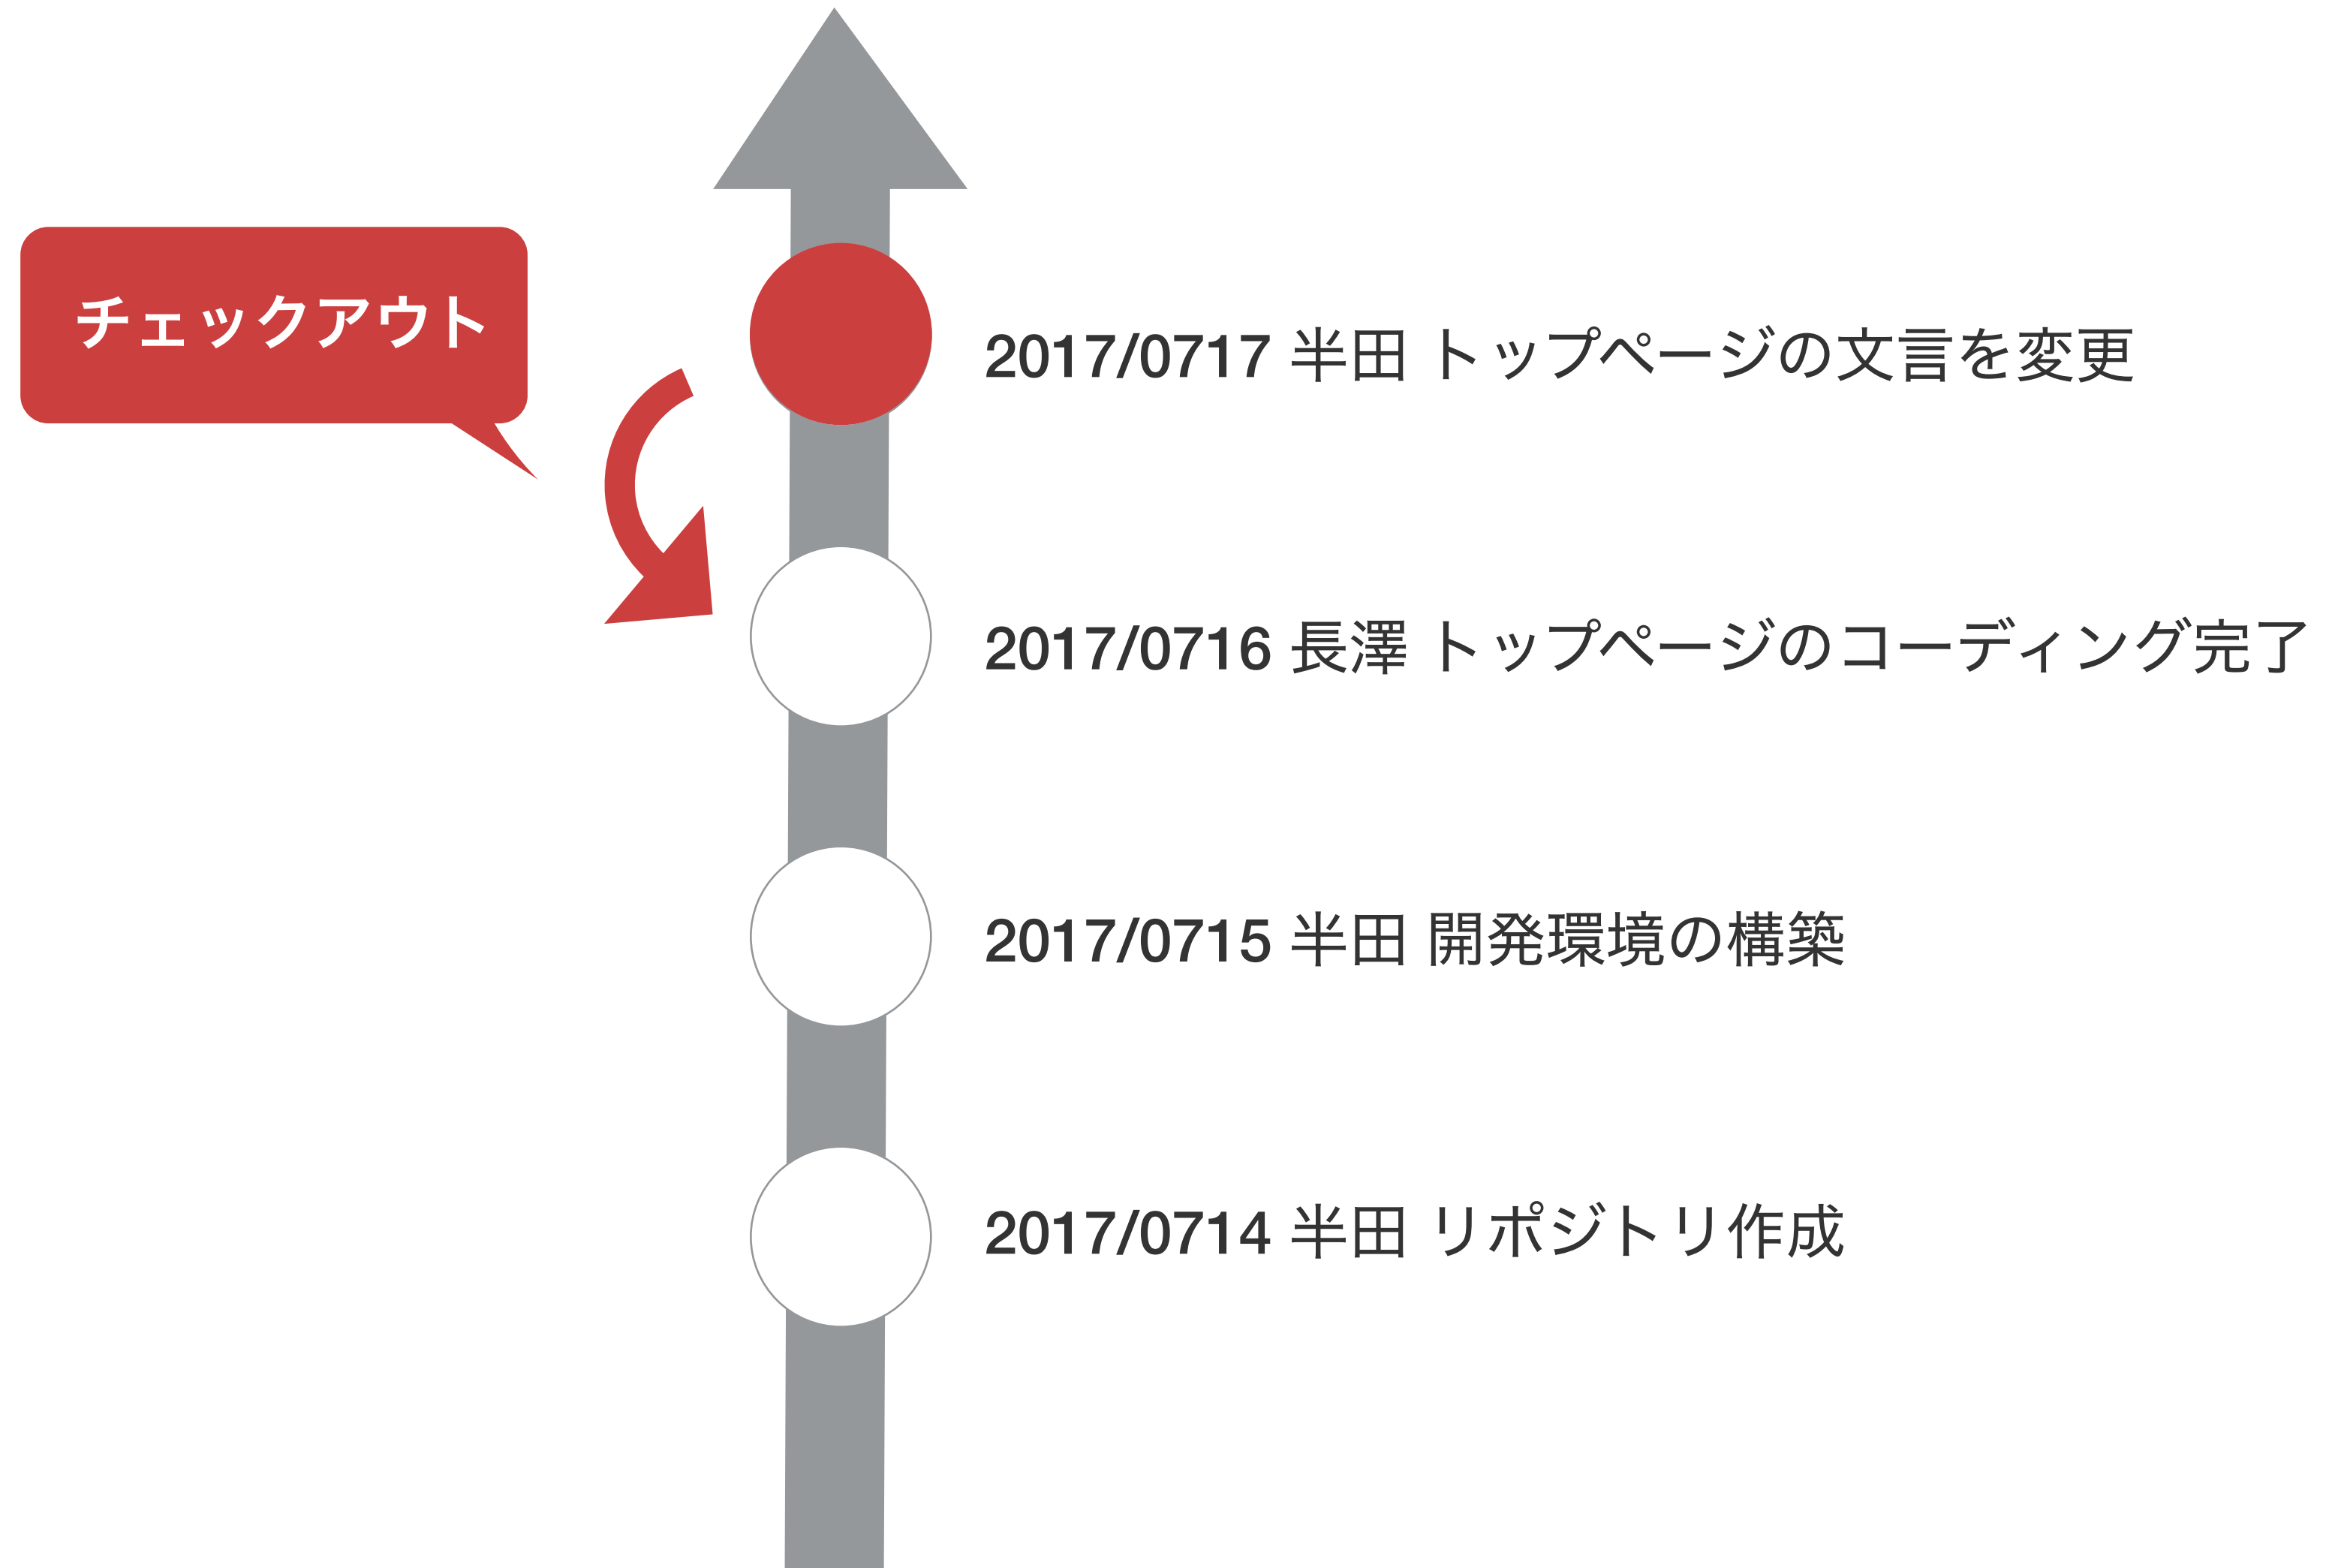 チェックアウト
2017/0717 半田 トップページの文言を変更
2017/0716 長澤 トップページのコーディング完了
2017/0715 半田 開発環境の構築
2017/0714 半田 リポジトリ作成